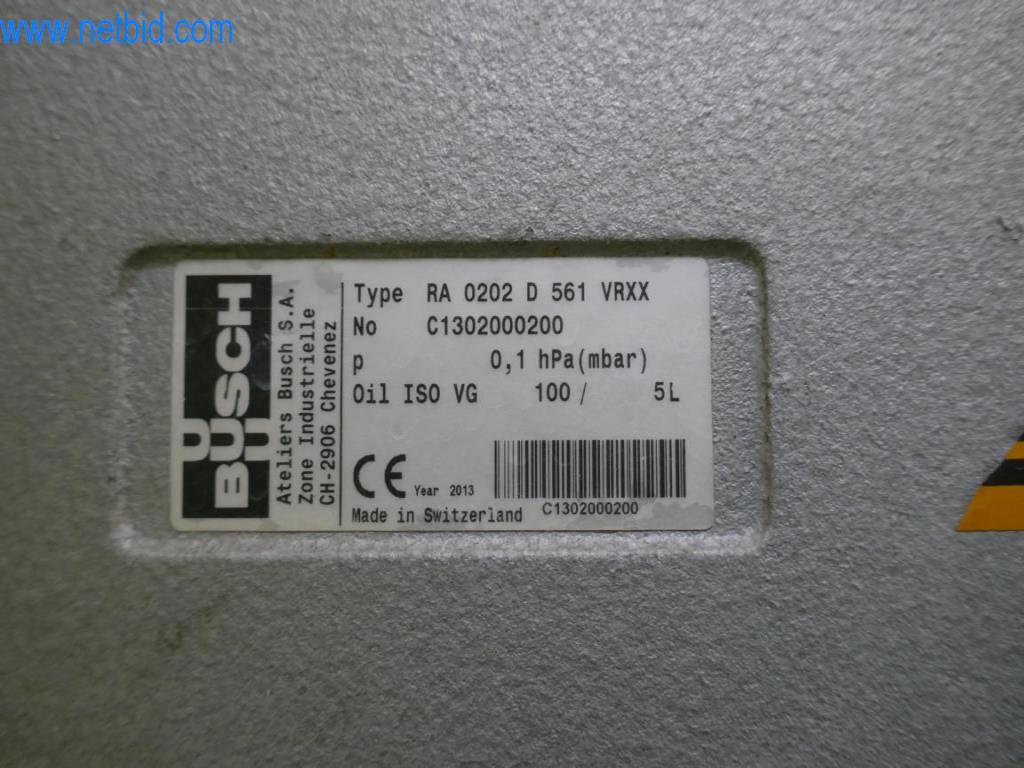 www.netbid.com
BUSCH
Ateliers Busch S.A.
Zone Industrielle
CH-2906 Chevenez
Type RA 0202 D 561 VRXX
No C1302000200
p 0,1 hPa(mbar)
Oil ISO VG 100 / 5L
CE Year 2013
Made in Switzerland
C1302000200